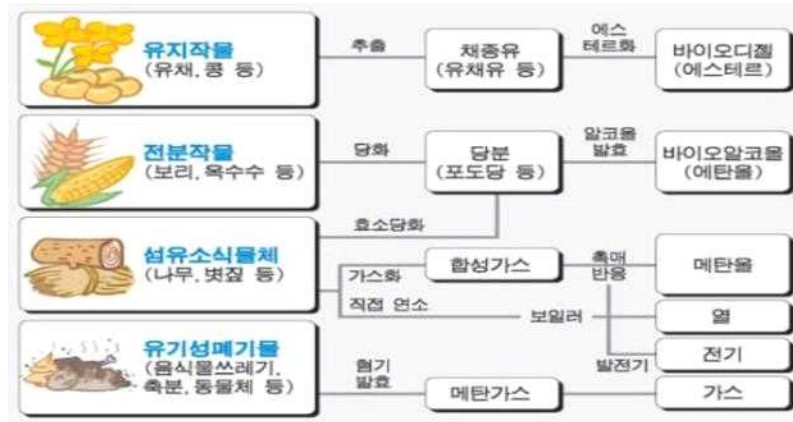 유지작물
(유채, 콩 등)
추출
채종유
(유채유 등)
에스
테르화
바이오디젤
(에스테르)
전분작물
(보리, 옥수수 등)
당화
당분
(포도당 등)
알코올
발효
바이오알코올
(에탄올)
효소당화
섬유소식물체
(나무, 볏짚 등)
가스화
합성가스
촉매
반응
메탄올
직접 연소
보일러
열
발전기
전기
유기성폐기물
(음식물쓰레기,
축분, 동물체 등)
혐기
발효
메탄가스
가스